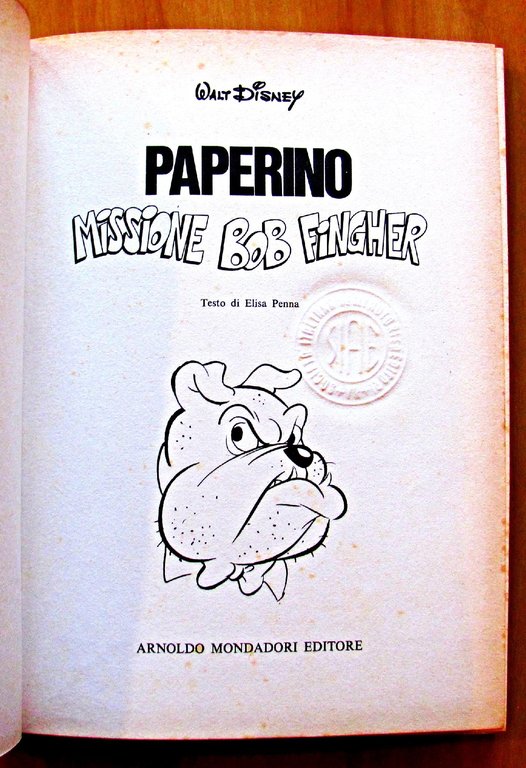 WALT DISNEY
PAPERINO
MISSIONE BOB FINGHER
Testo di Elisa Penna
SIAE
ARNOLDO MONDADORI EDITORE